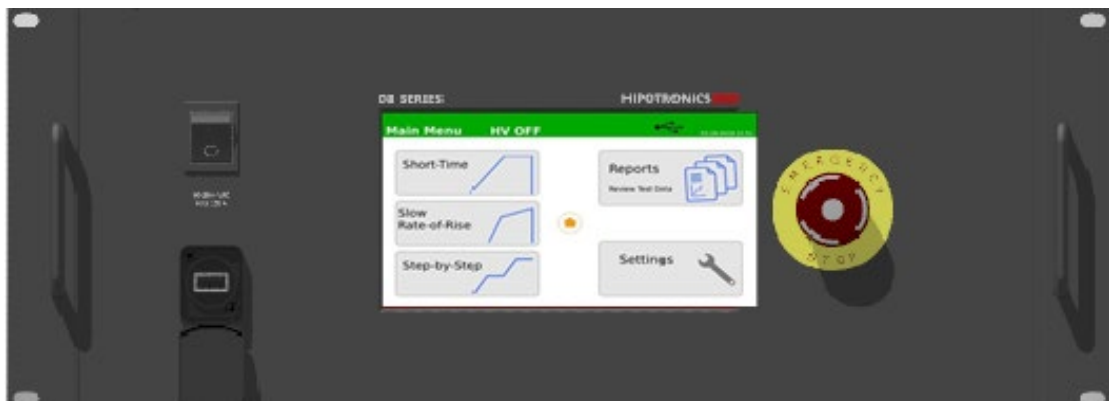 DB SERIES:
HIPOTRONICS
Main Menu HV OFF
Short-Time
Reports
Review Test Data
Slow
Rate-of-Rise
Step-by-Step
Settings
EMERGENCY
STOP